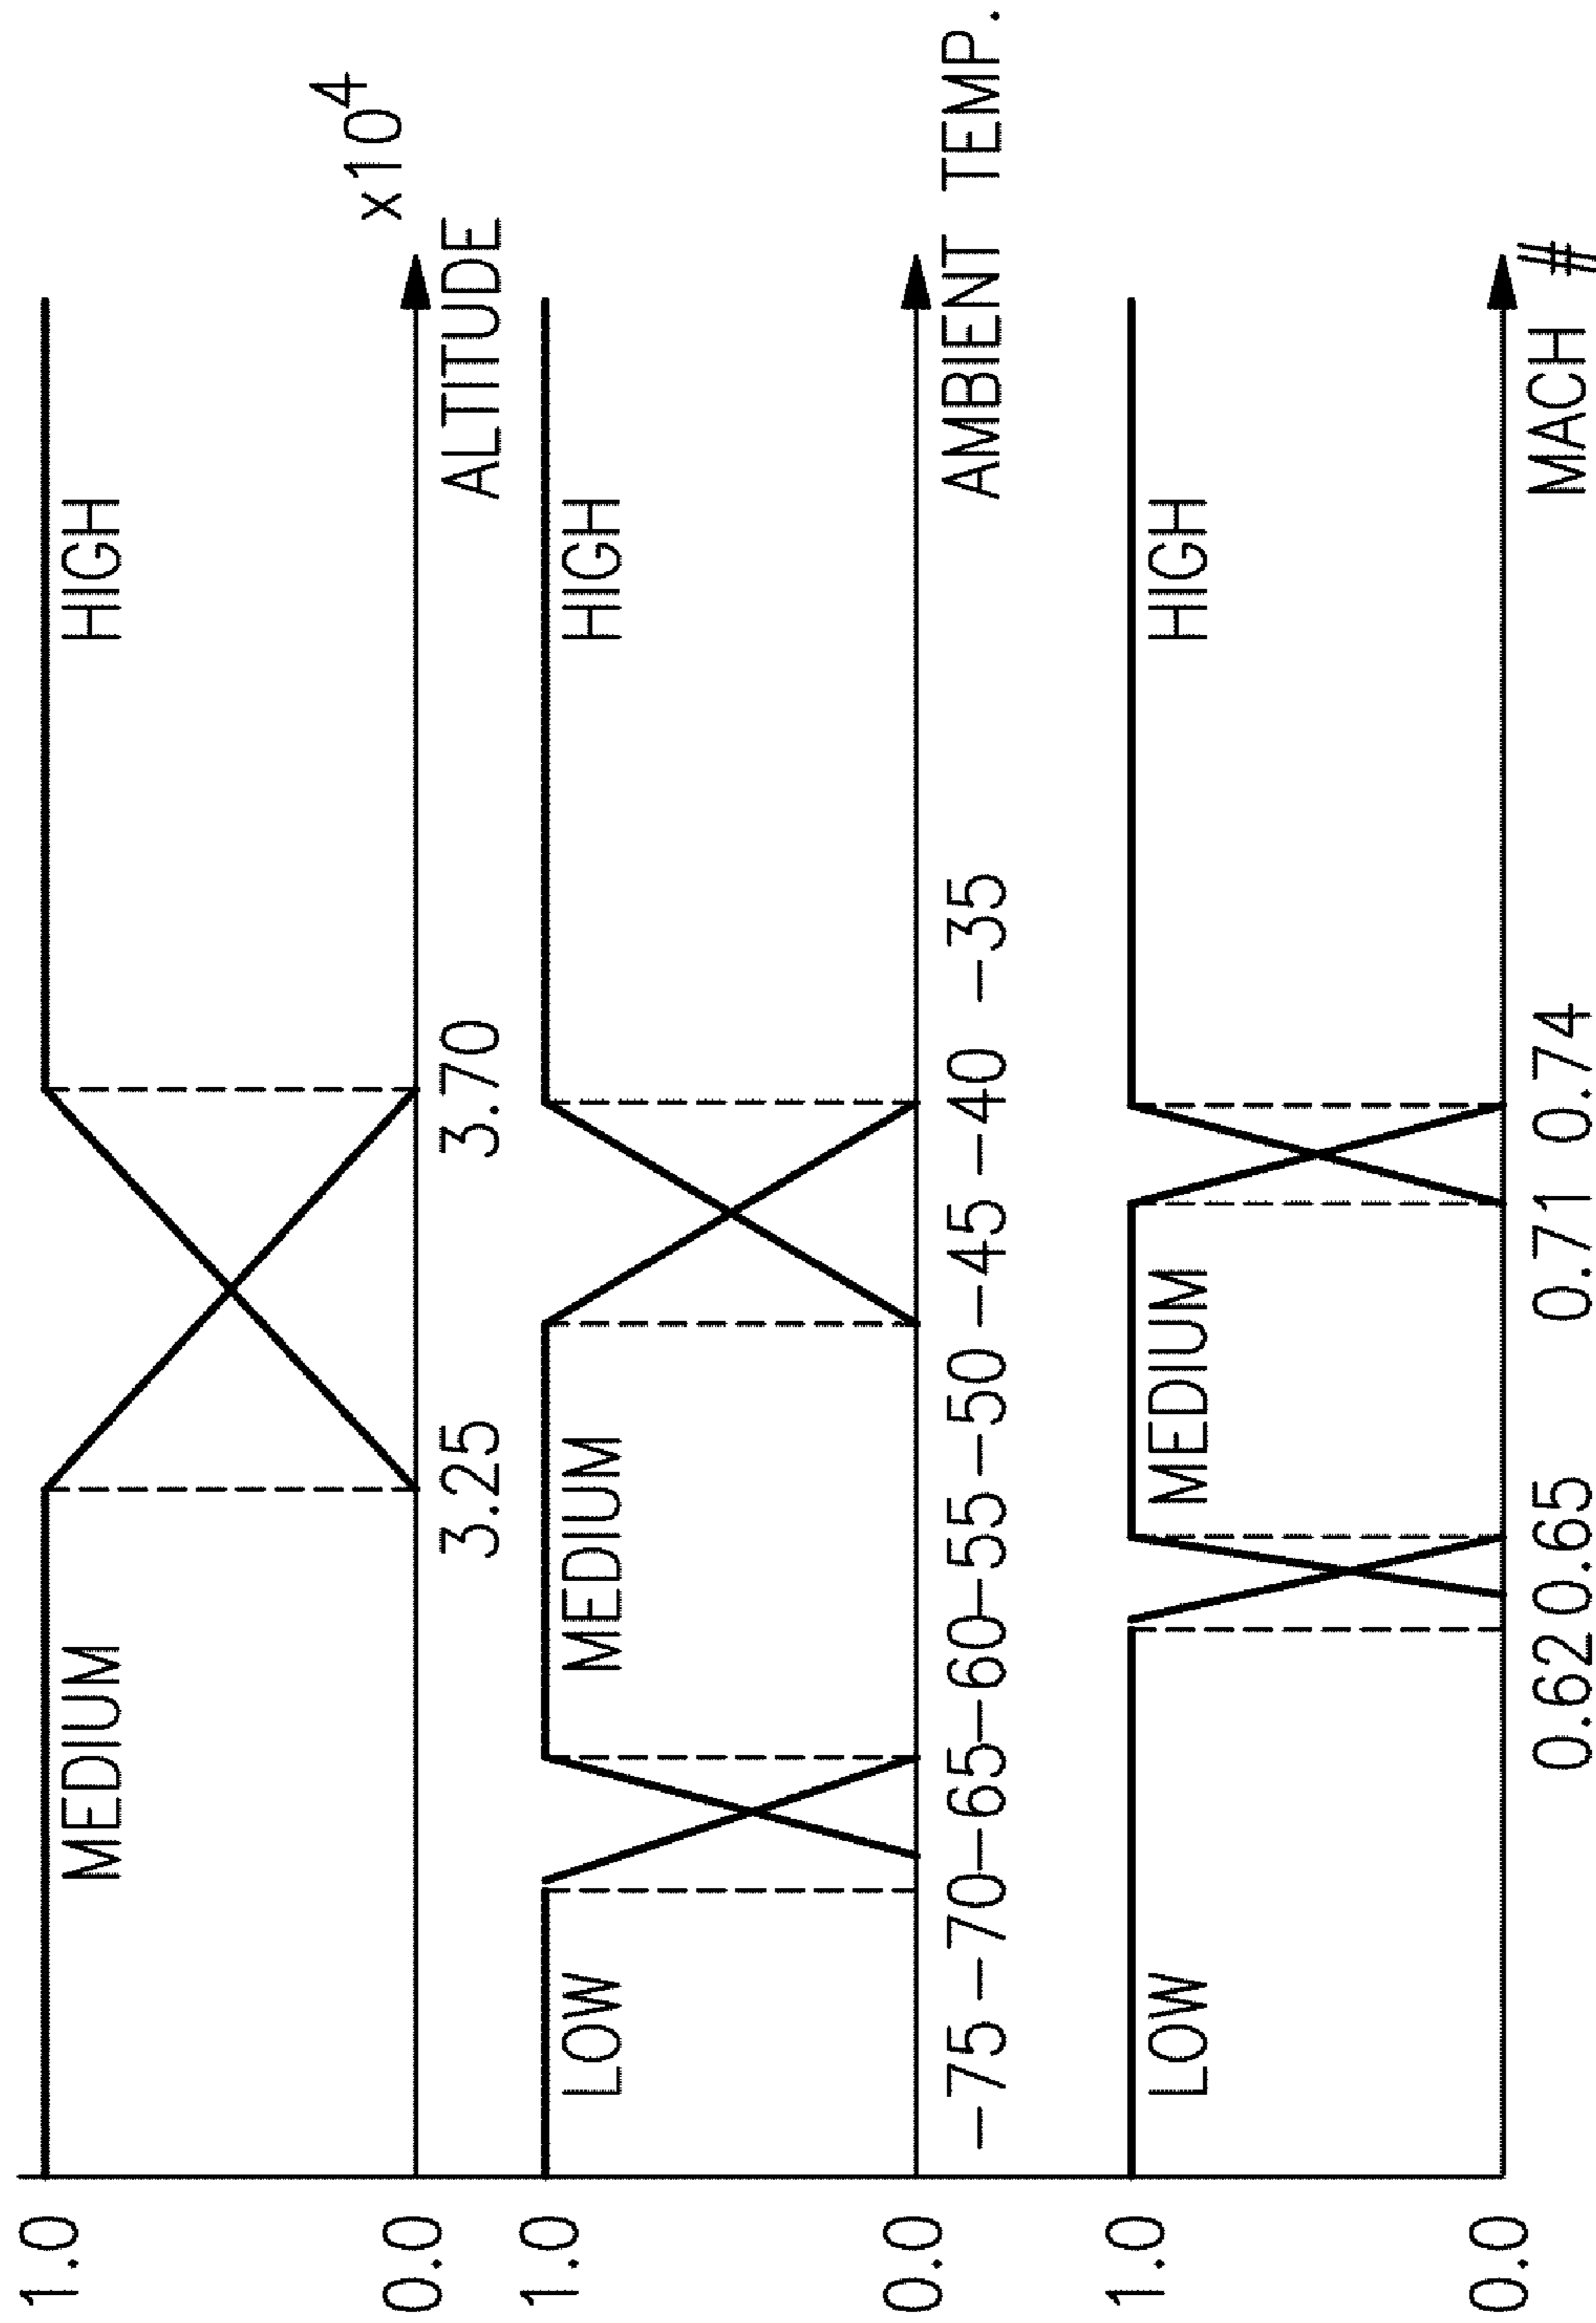 1.0
MEDIUM
HIGH
x10^4
0.0
3.25
3.70
ALTITUDE
1.0
LOW
MEDIUM
HIGH
0.0
-75 -70 -65 -60 -55 -50 -45 -40 -35
AMBIENT TEMP.
1.0
LOW
MEDIUM
HIGH
0.0
0.62 0.65 0.71 0.74
MACH #